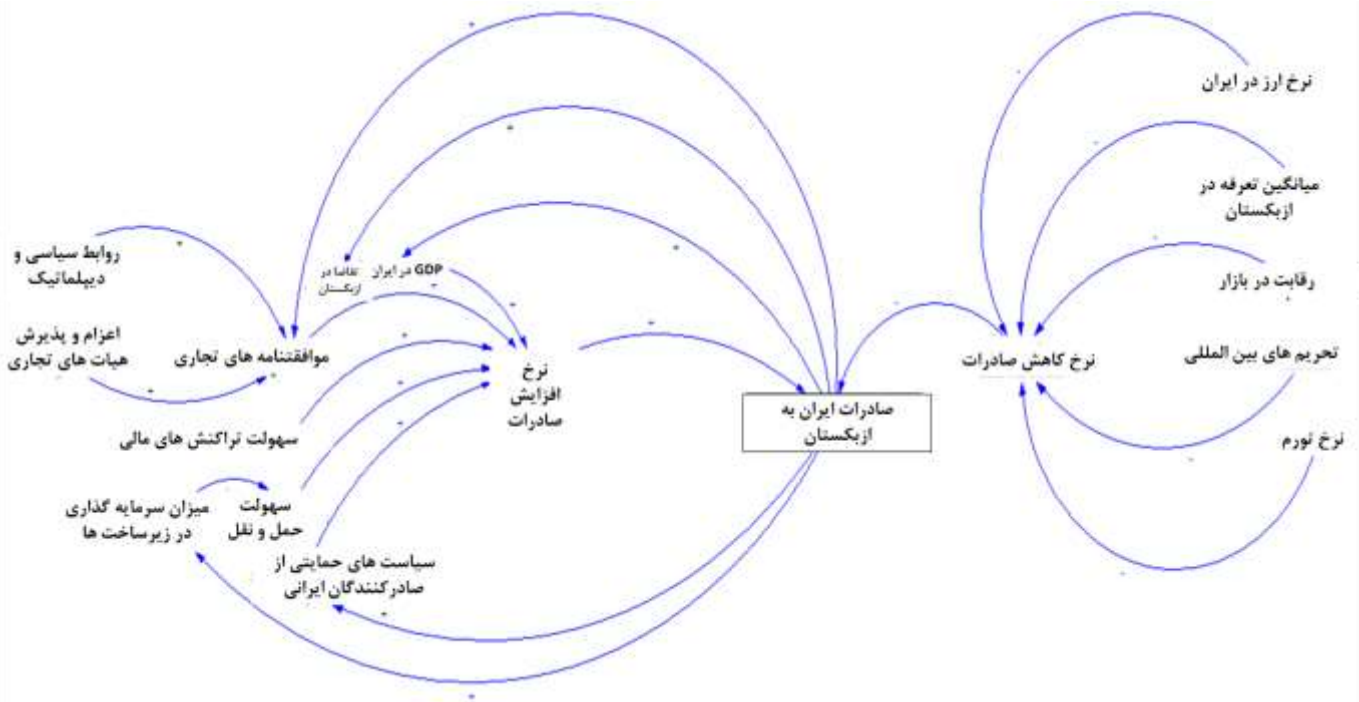 نرخ ارز در ایران
میانگین تعرفه در
ازبکستان
رقابت در بازار
تحریم های بین المللی
نرخ تورم
نرخ کاهش صادرات
صادرات ایران به
ازبکستان
نرخ
افزایش
صادرات
GDP در ایران
تقاضا در
ازبکستان
موافقتنامه های تجاری
روابط سیاسی و
دیپلماتیک
اعزام و پذیرش
هیات های تجاری
سهولت تراکنش های مالی
سهولت
حمل و نقل
میزان سرمایه گذاری
در زیرساخت ها
سیاست های حمایتی از
صادرکنندگان ایرانی